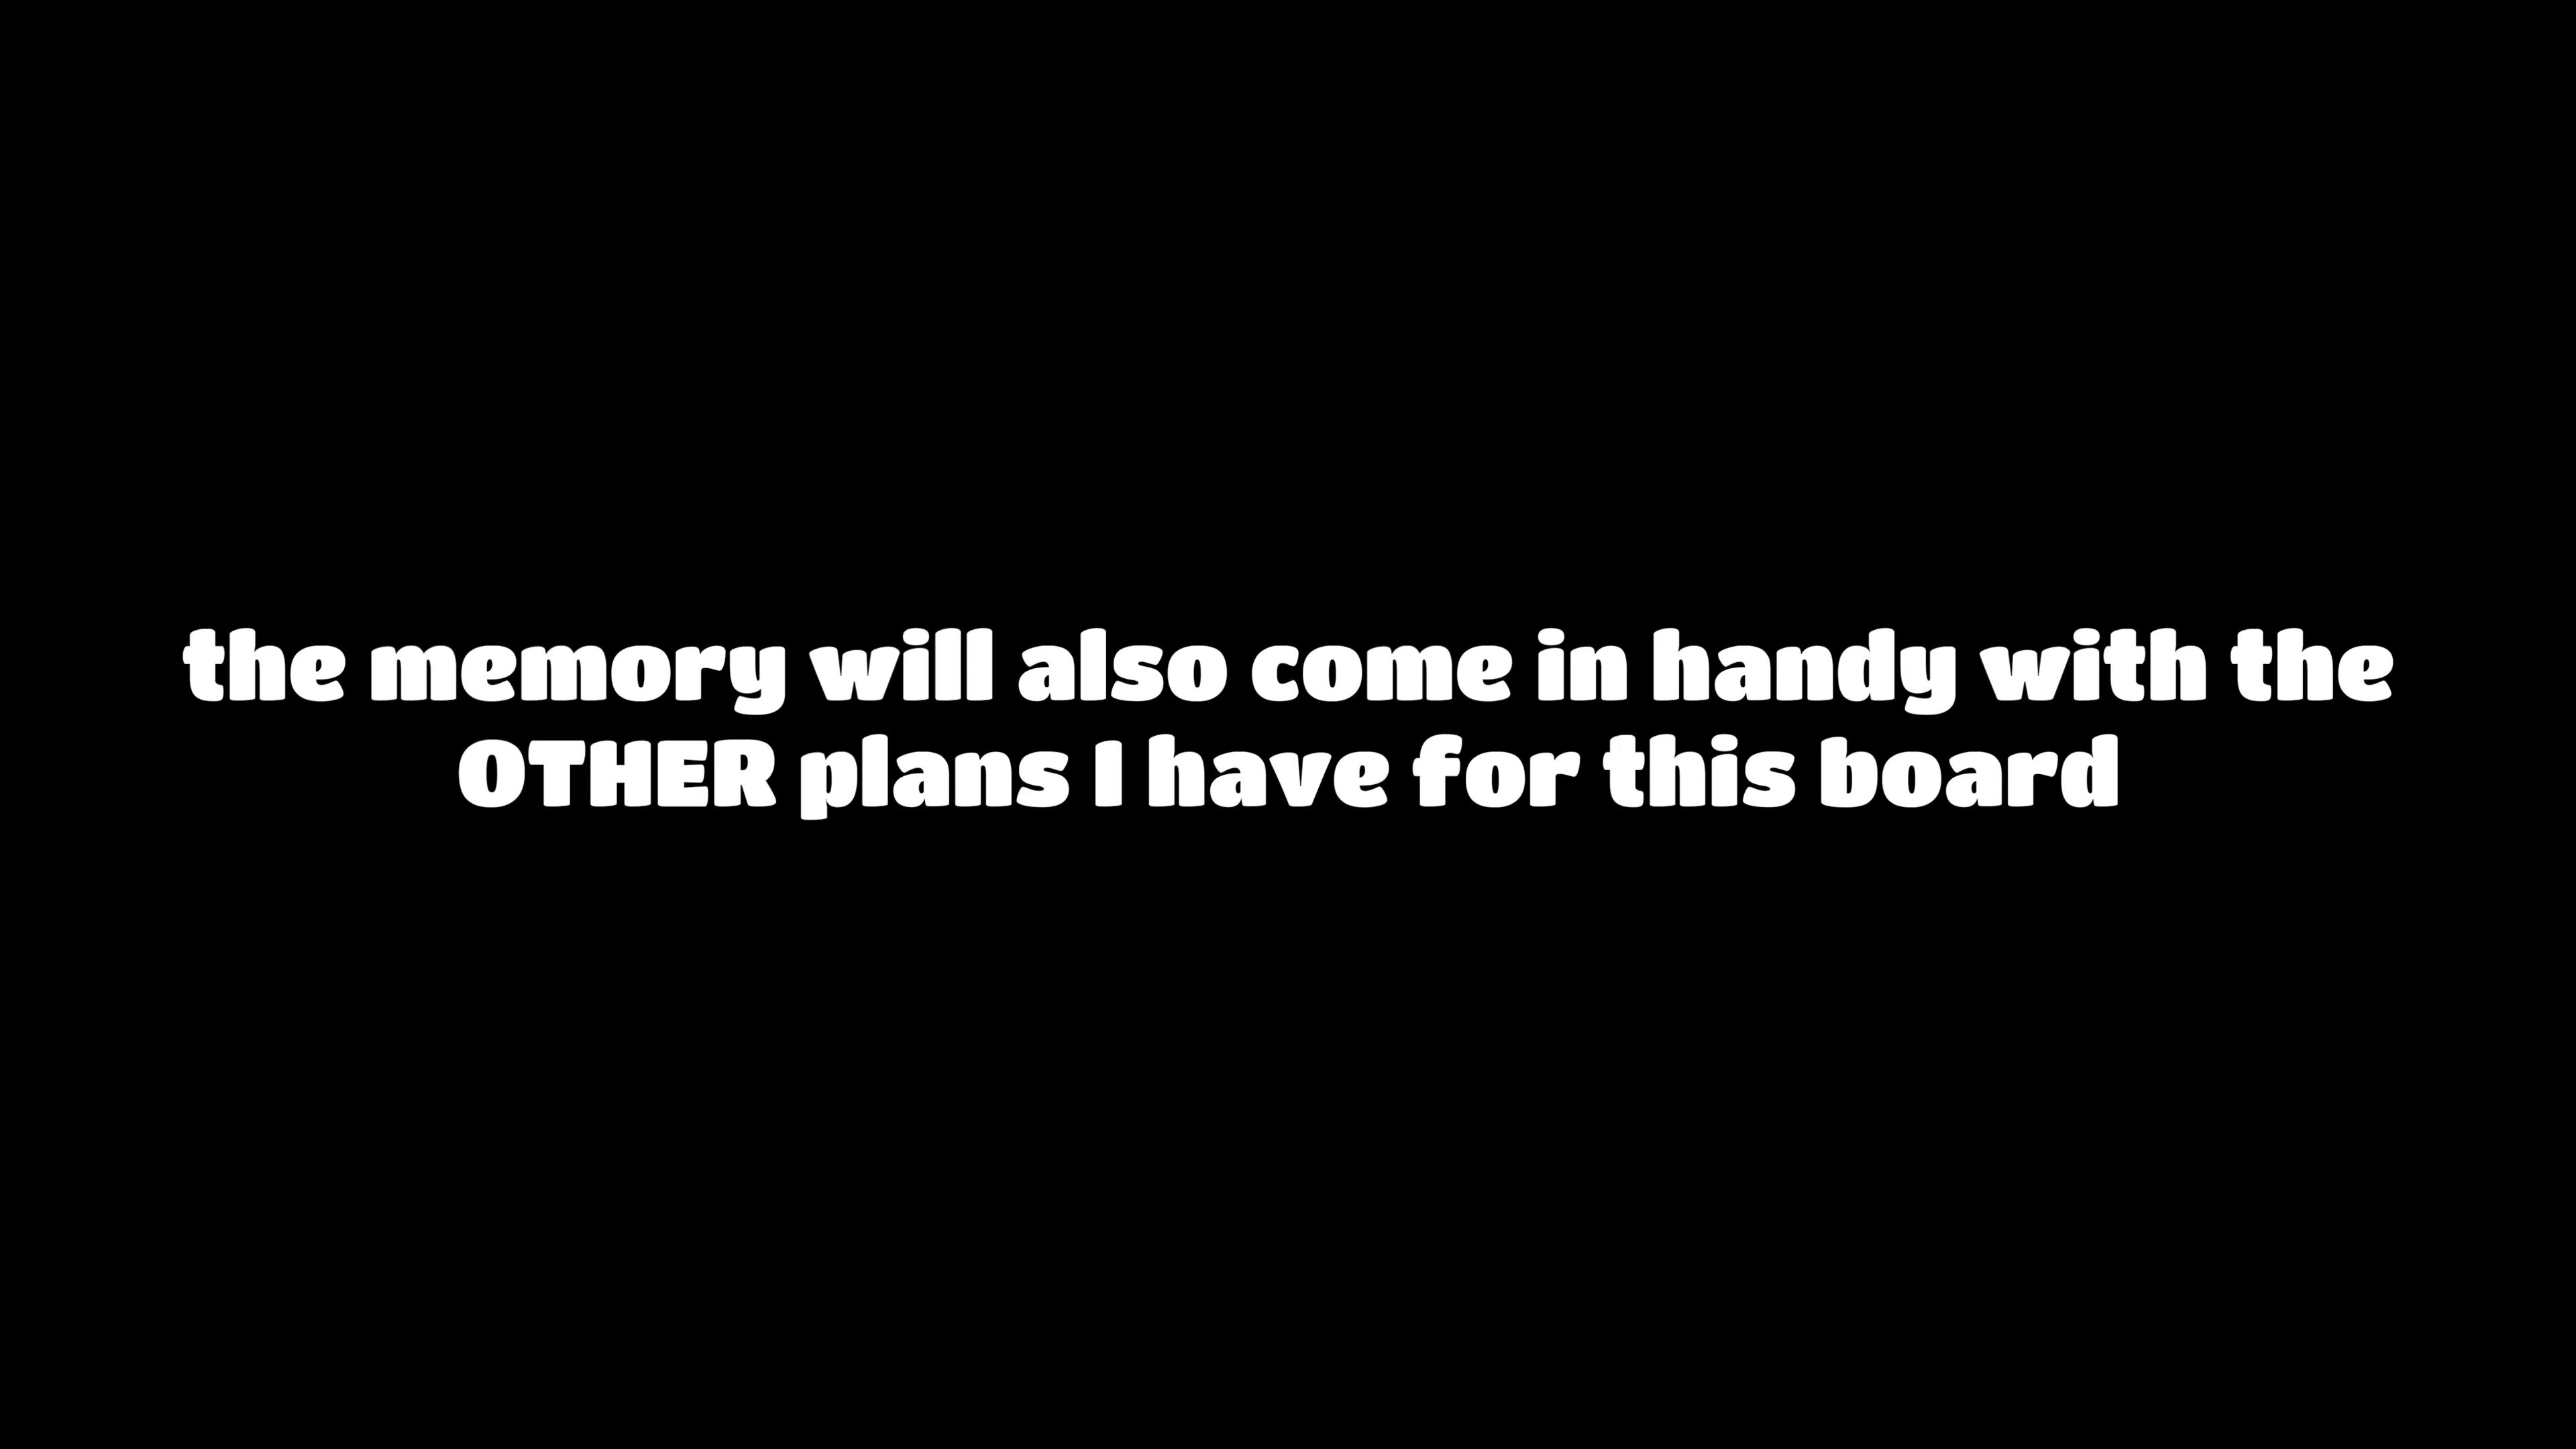 the memory will also come in handy with the
OTHER plans I have for this board